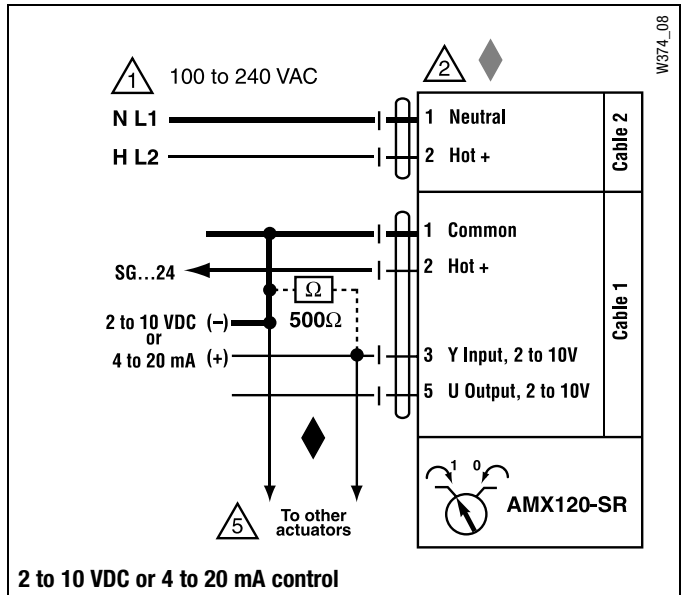 W374_08
1 100 to 240 VAC
2
N L1
H L2
1 Neutral
2 Hot +
Cable 2
1 Common
2 Hot +
SG...24
Ω
500Ω
2 to 10 VDC (–)
or
4 to 20 mA (+)
3 Y Input, 2 to 10V
5 U Output, 2 to 10V
Cable 1
1 0
AMX120-SR
5
To other
actuators
2 to 10 VDC or 4 to 20 mA control